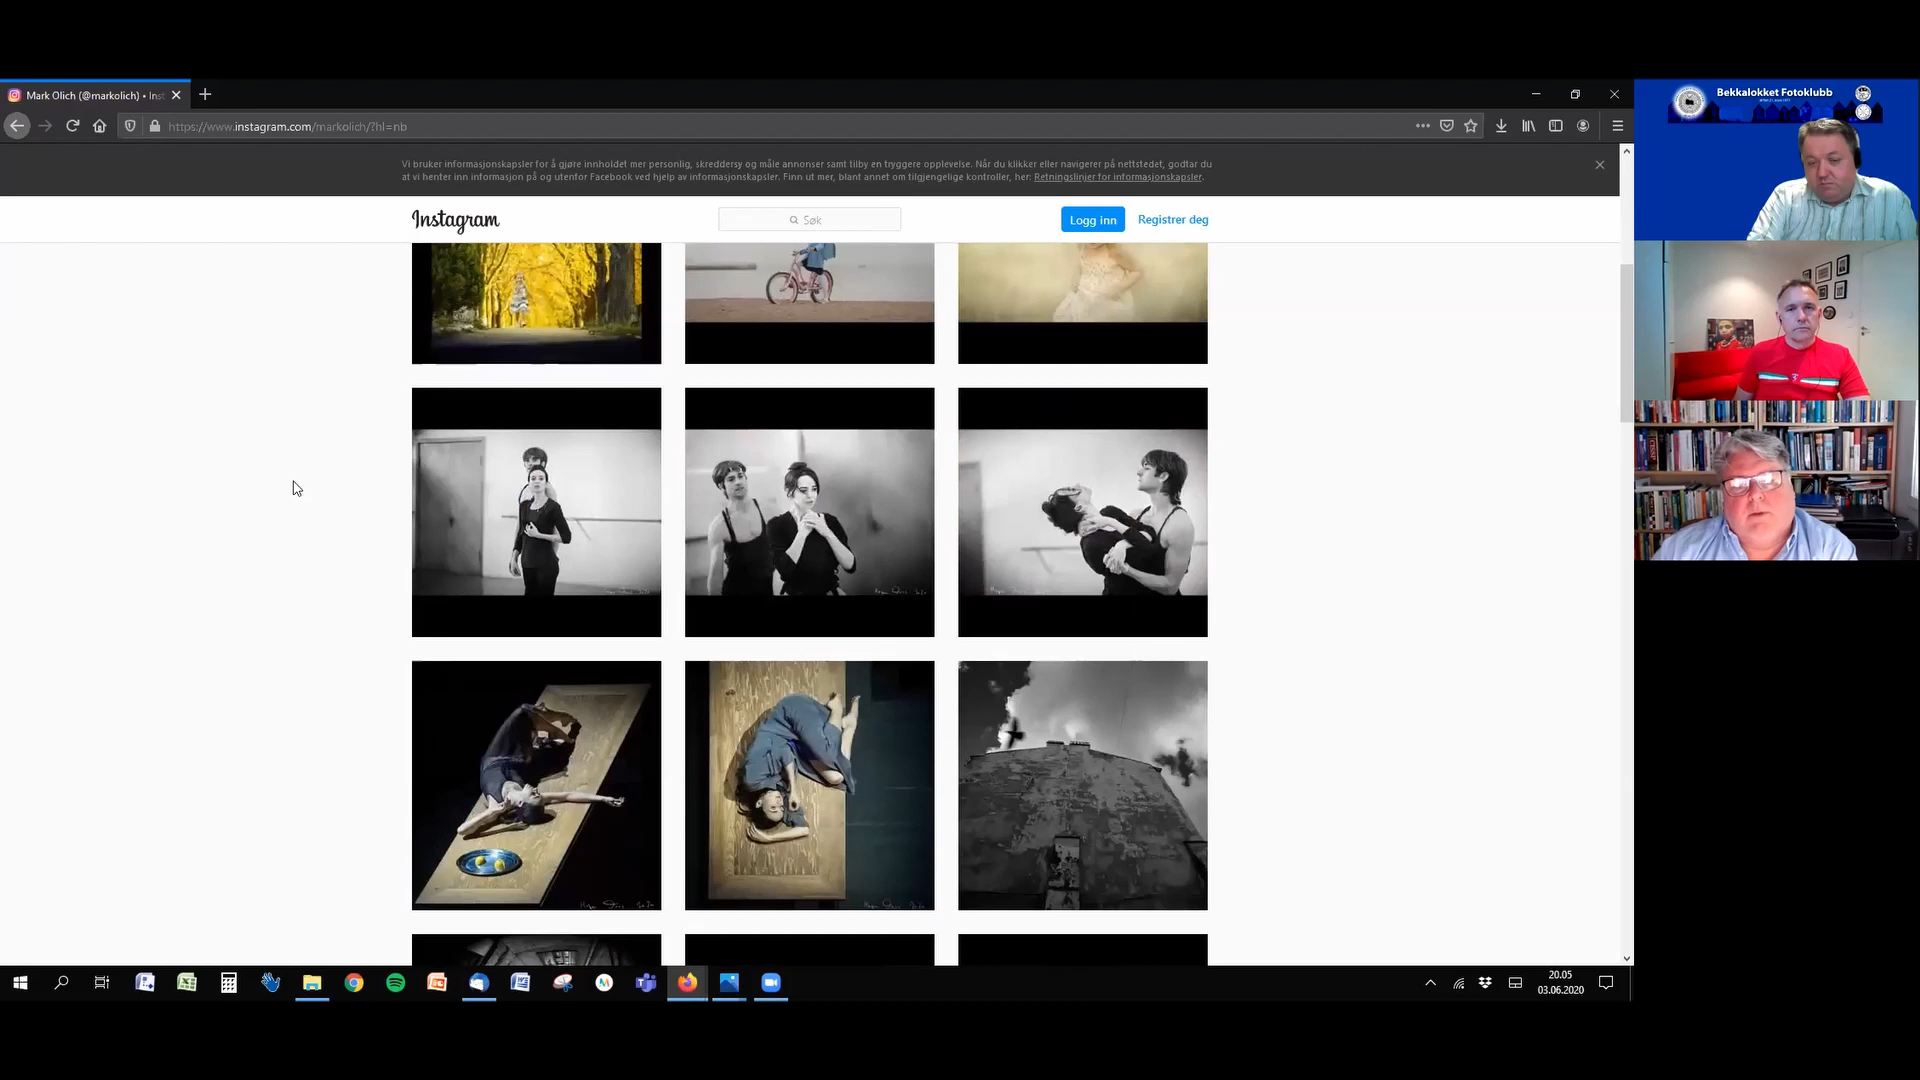 Mark Olich (@markolich) • Inst
https://www.instagram.com/markolich/?hl=nb
Vi bruker informasjonskapsler for å gjøre innholdet mer personlig, skreddersy og måle annonser samt tilby en tryggere opplevelse. Når du klikker eller navigerer på nettstedet, godtar du
at vi henter inn informasjon på og utenfor Facebook ved hjelp av informasjonskapsler. Finn ut mer, blant annet om tilgjengelige kontroller, her: Retningslinjer for informasjonskapsler.
Instagram
Søk
Logg inn
Registrer deg
Bekkalokket Fotoklubb
20.05
03.06.2020